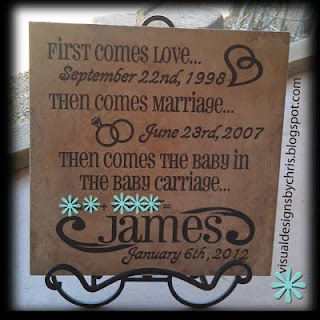 First comes love...
September 22nd, 1998
Then comes Marriage...
June 23rd, 2007
Then comes the baby in
the baby carriage...
+ =
James
January 6th, 2012
visualdesignsbychris.blogspot.com